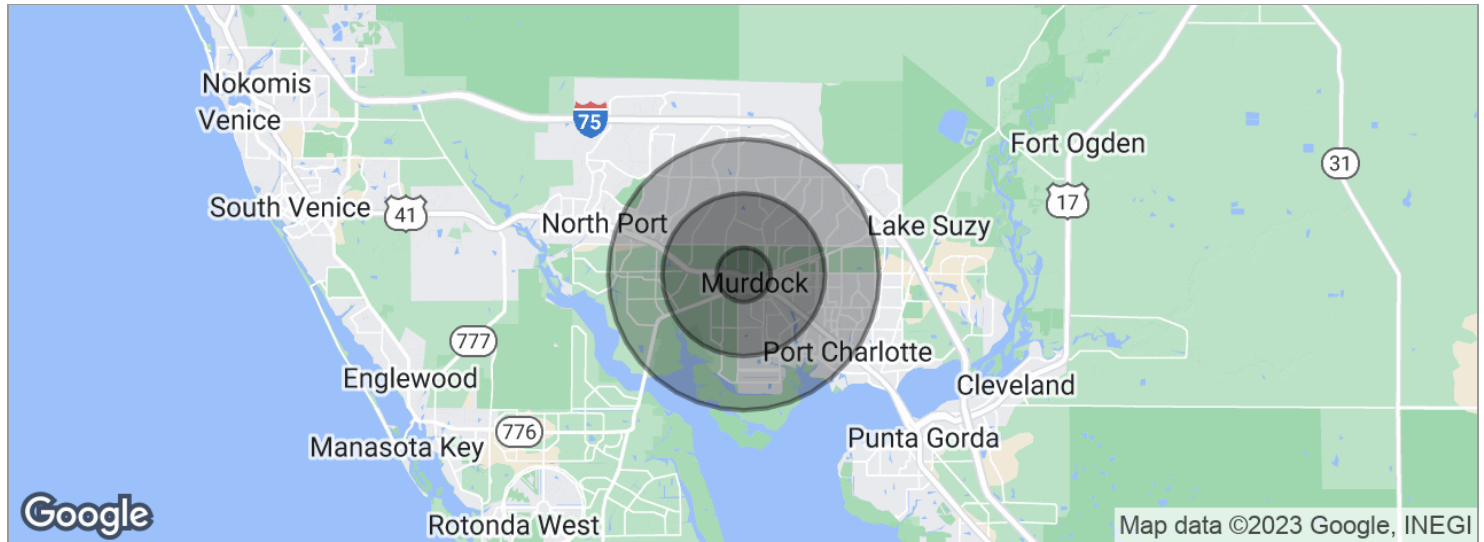 Nokomis
Venice
75
Fort Ogden
31
17
South Venice
41
North Port
Lake Suzy
Murdock
777
Port Charlotte
Englewood
Cleveland
776
Punta Gorda
Manasota Key
Rotonda West
Google
Map data ©2023 Google, INEGI